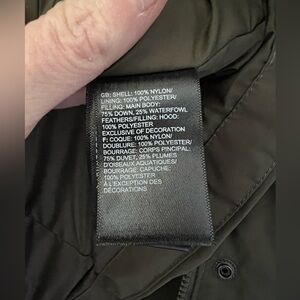 GB: SHELL: 100% NYLON/
LINING: 100% POLYESTER/
FILLING: MAIN BODY:
75% DOWN, 25% WATERFOWL
FEATHERS/FILLING: HOOD:
100% POLYESTER
EXCLUSIVE OF DECORATION
F: COQUE: 100% NYLON/
DOUBLURE: 100% POLYESTER/
BOURRAGE: CORPS PINCIPAL:
75% DUVET, 25% PLUMES
D'OISEAUX AQUATIQUES/
BOURRAGE: CAPUCHE:
100% POLYESTER
À L'EXCEPTION DES
DÉCORATIONS